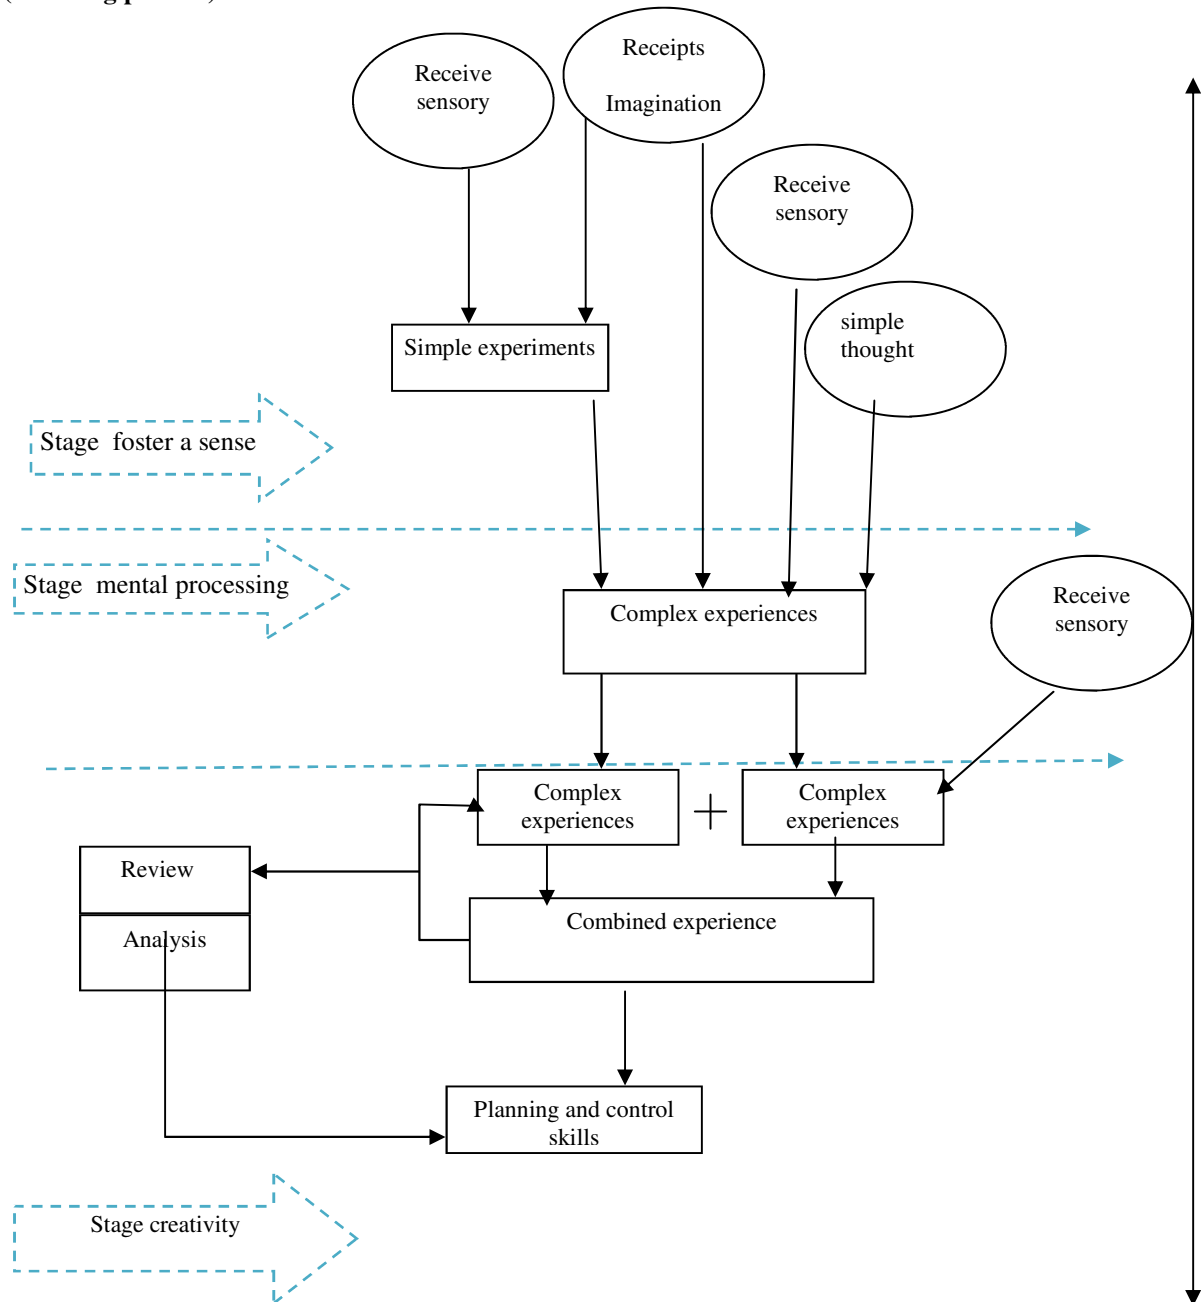 Receipts
Imagination
Receive
sensory
Receive
sensory
simple
thought
Simple experiments
Stage  foster a sense
Stage  mental processing
Complex experiences
Receive
sensory
Complex
experiences
+
Complex
experiences
Review
Analysis
Combined experience
Planning and control
skills
Stage creativity